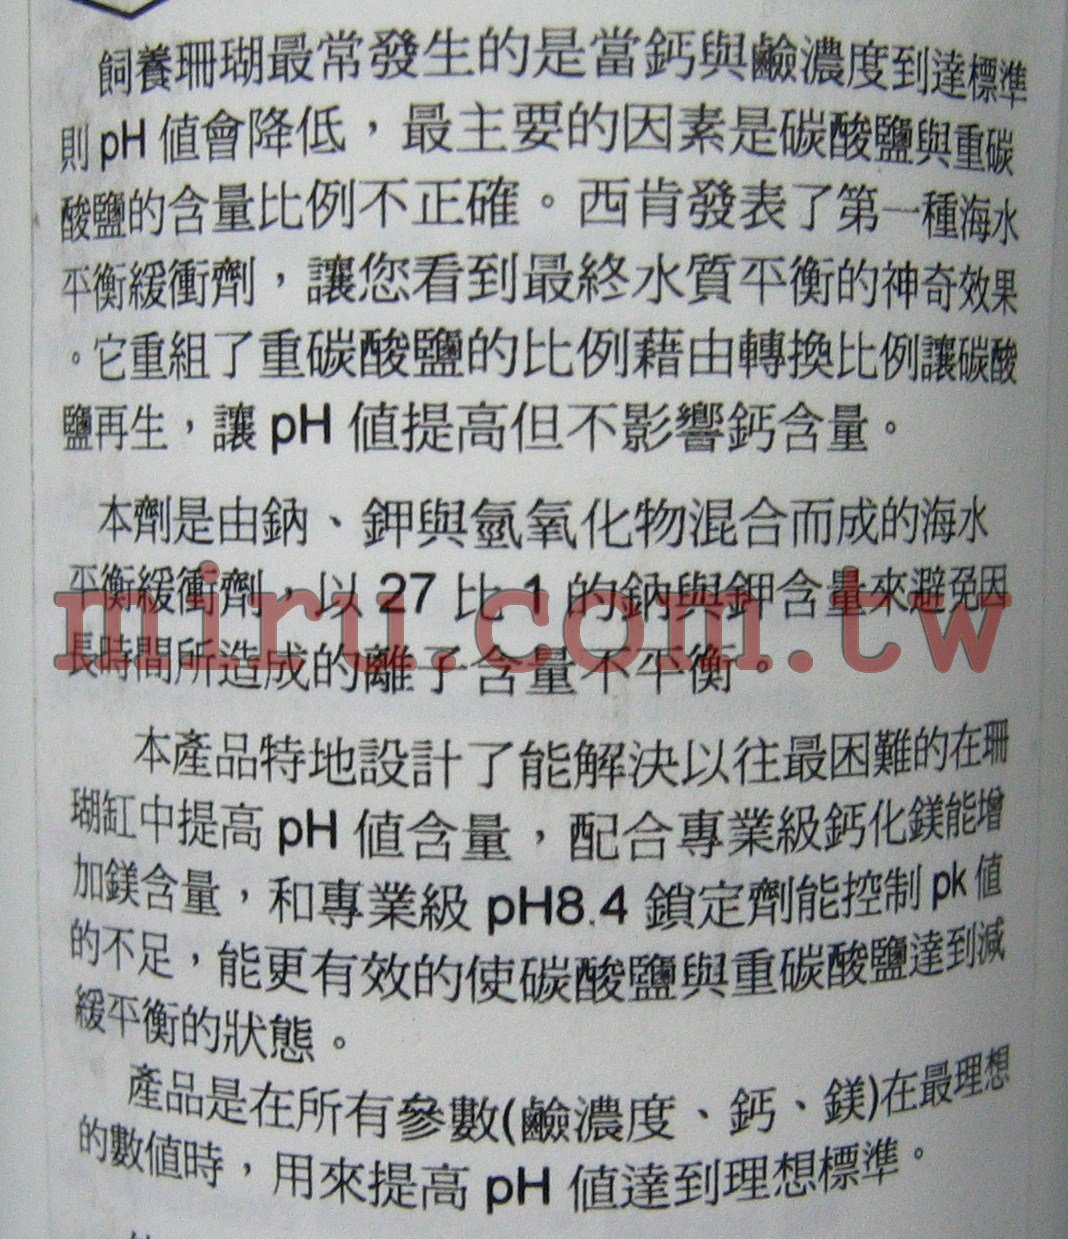 飼養珊瑚最常發生的是當鈣與鹼濃度到達標準
則 pH 值會降低，最主要的因素是碳酸鹽與重碳
酸鹽的含量比例不正確。西肯發表了第一種海水
平衡緩衝劑，讓您看到最終水質平衡的神奇效果
。它重組了重碳酸鹽的比例藉由轉換比例讓碳酸
鹽再生，讓 pH 值提高但不影響鈣含量。
本劑是由鈉、鉀與氫氧化物混合而成的海水
平衡緩衝劑，以 27 比 1 的鈉與鉀含量來避免因
長時間所造成的離子含量不平衡。
miru.com.tw
本產品特地設計了能解決以往最困難的在珊
瑚缸中提高 pH 值含量，配合專業級鈣化鎂能增
加鎂含量，和專業級 pH8.4 鎖定劑能控制 pk 值
的不足，能更有效的使碳酸鹽與重碳酸鹽達到減
緩平衡的狀態。
產品是在所有參數(鹼濃度、鈣、鎂)在最理想
的數值時，用來提高 pH 值達到理想標準。